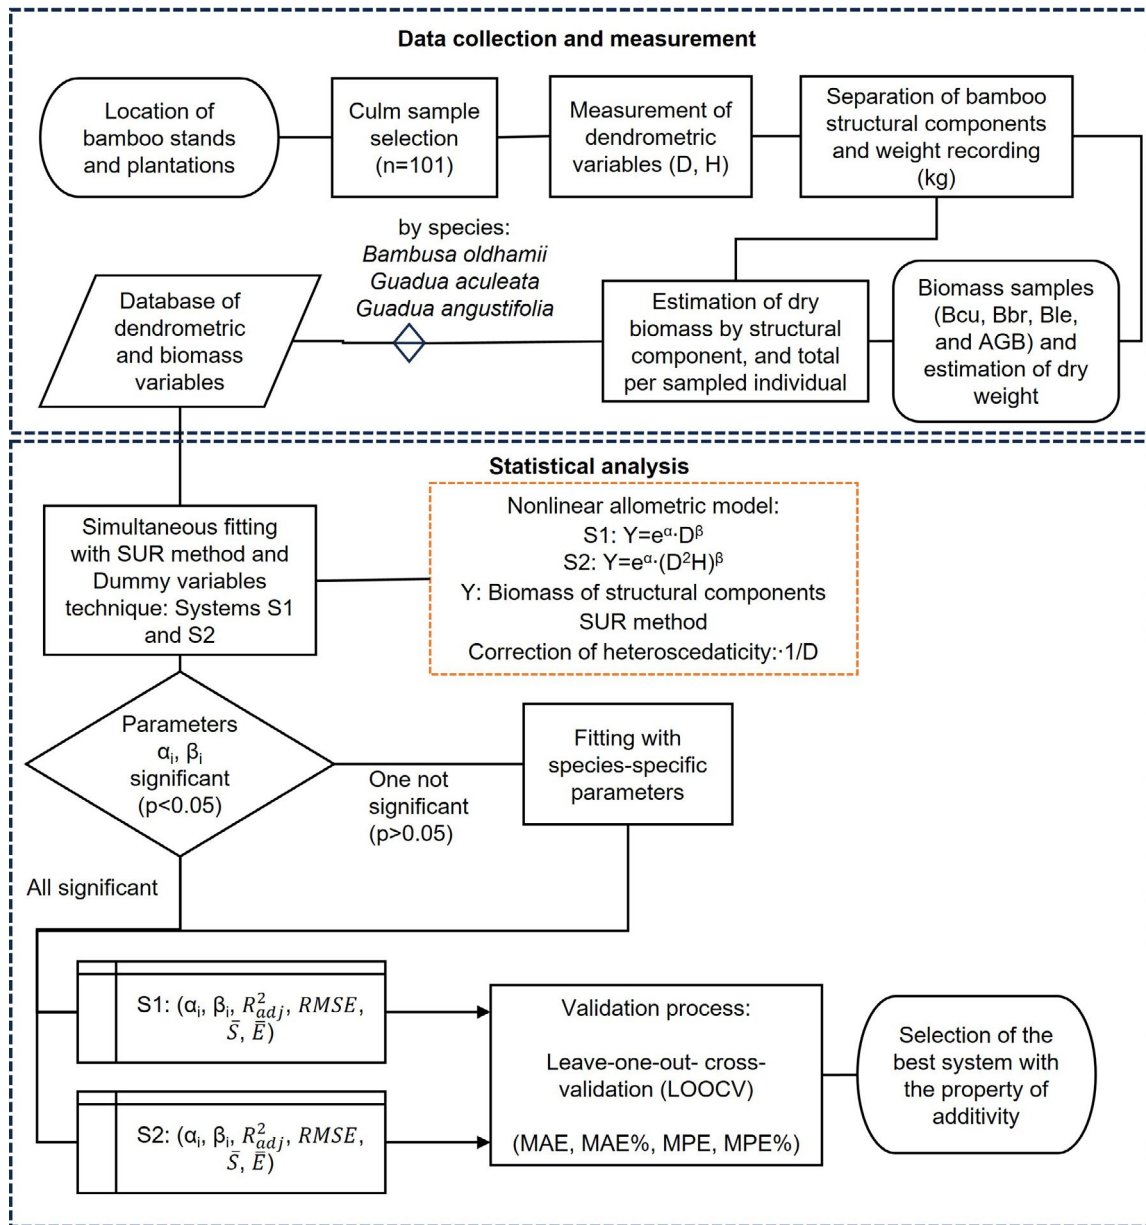 Data collection and measurement
Location of
bamboo stands
and plantations
Culm sample
selection
(n=101)
Measurement of
dendrometric
variables (D, H)
Separation of bamboo
structural components
and weight recording
(kg)
by species:
Bambusa oldhamii
Guadua aculeata
Guadua angustifolia
Database of
dendrometric
and biomass
variables
Estimation of dry
biomass by structural
component, and total
per sampled individual
Biomass samples
(Bcu, Bbr, Ble,
and AGB) and
estimation of dry
weight
Statistical analysis
Simultaneous fitting
with SUR method and
Dummy variables
technique: Systems S1
and S2
Nonlinear allometric model:
S1: Y=e^α·D^β
S2: Y=e^α·(D²H)^β
Y: Biomass of structural components
SUR method
Correction of heteroscedaticity:·1/D
Parameters
αᵢ, βᵢ
significant
(p<0.05)
One not
significant
(p>0.05)
Fitting with
species-specific
parameters
All significant
S1: (αᵢ, βᵢ, R²adj, RMSE,
S̄, Ē)
S2: (αᵢ, βᵢ, R²adj, RMSE,
S̄, Ē)
Validation process:
Leave-one-out- cross-
validation (LOOCV)
(MAE, MAE%, MPE, MPE%)
Selection of the
best system with
the property of
additivity